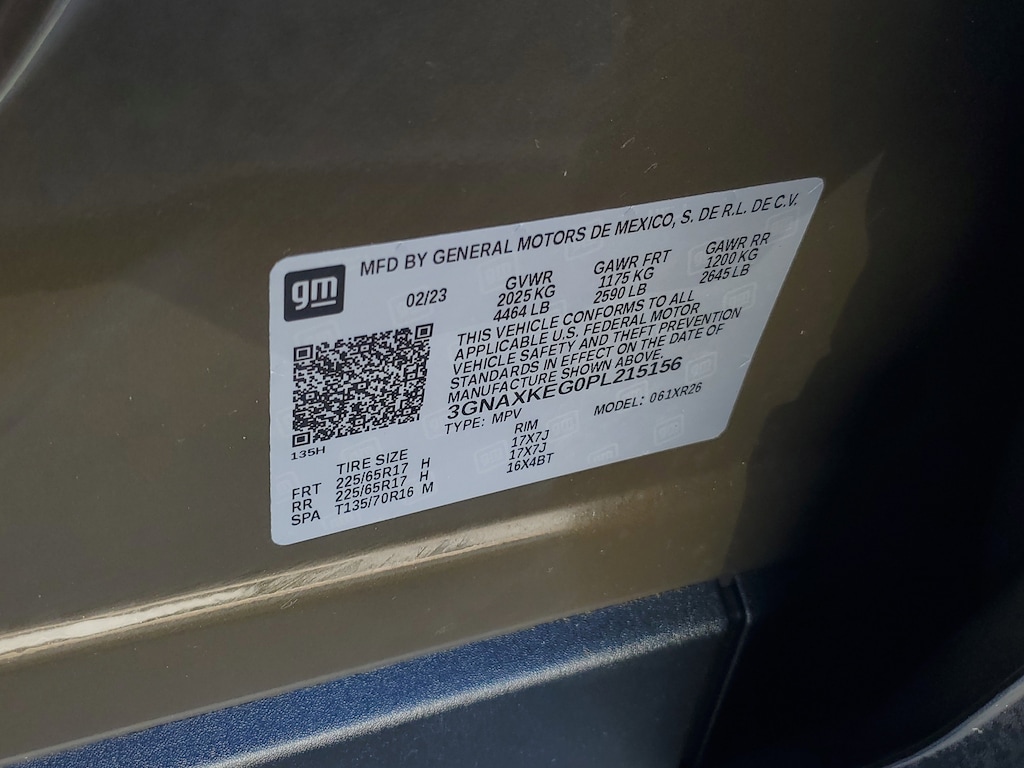 gm
MFD BY GENERAL MOTORS DE MEXICO, S. DE R.L. DE C.V.
02/23
GVWR
2025 KG
4464 LB
GAWR FRT
1175 KG
2590 LB
GAWR RR
1200 KG
2645 LB
THIS VEHICLE CONFORMS TO ALL
APPLICABLE U.S. FEDERAL MOTOR
VEHICLE SAFETY AND THEFT PREVENTION
STANDARDS IN EFFECT ON THE DATE OF
MANUFACTURE SHOWN ABOVE.
3GNAXKEG0PL215156
TYPE: MPV
MODEL: 061XR26
135H
TIRE SIZE
RIM
FRT 225/65R17 H 17X7J
RR 225/65R17 H 17X7J
SPA T135/70R16 M 16X4BT